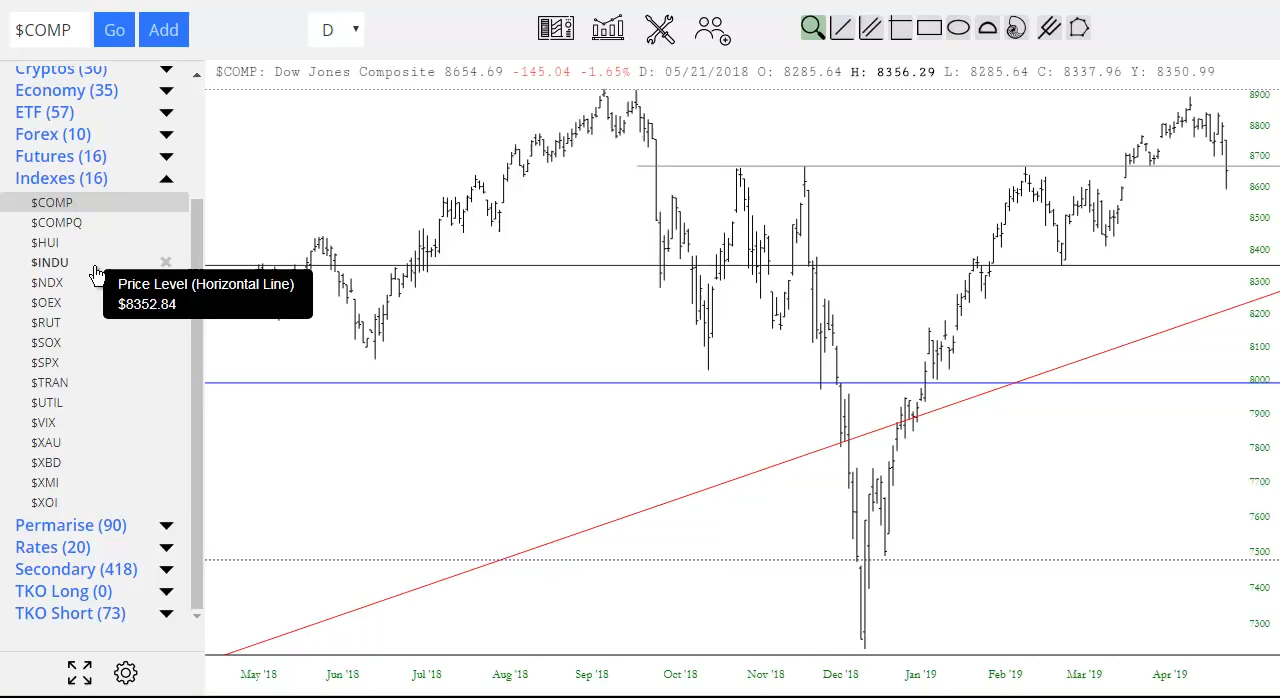 $COMP Go Add D
$COMP: Dow Jones Composite 8654.69 -145.04 -1.65% D: 05/21/2018 O: 8285.64 H: 8356.29 L: 8285.64 C: 8337.96 Y: 8350.99
Cryptos (30)
Economy (35)
ETF (57)
Forex (10)
Futures (16)
Indexes (16)
$COMP
$COMPQ
$HUI
$INDU
$NDX
$OEX
$RUT
$SOX
$SPX
$TRAN
$UTIL
$VIX
$XAU
$XBD
$XMI
$XOI
Permarise (90)
Rates (20)
Secondary (418)
TKO Long (0)
TKO Short (73)
Price Level (Horizontal Line)
$8352.84
8900
8800
8700
8600
8500
8400
8300
8200
8100
8000
7900
7800
7700
7600
7500
7400
7300
May '18 Jun '18 Jul '18 Aug '18 Sep '18 Oct '18 Nov '18 Dec '18 Jan '19 Feb '19 Mar '19 Apr '19